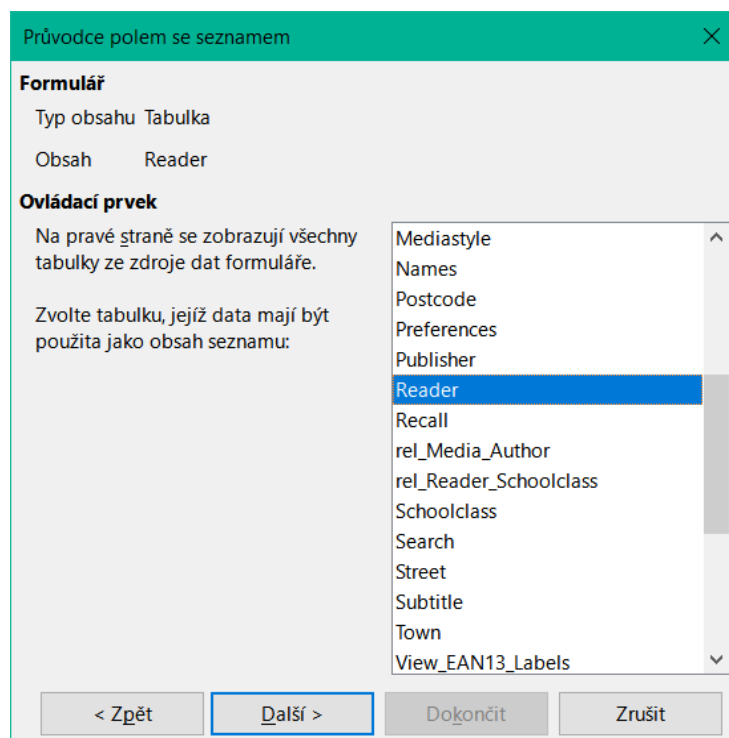 Průvodce polem se seznamem
Formulář
Typ obsahu Tabulka
Obsah Reader
Ovládací prvek
Na pravé straně se zobrazují všechny
tabulky ze zdroje dat formuláře.
Zvolte tabulku, jejíž data mají být
použita jako obsah seznamu:
Mediastyle
Names
Postcode
Preferences
Publisher
Reader
Recall
rel_Media_Author
rel_Reader_Schoolclass
Schoolclass
Search
Street
Subtitle
Town
View_EAN13_Labels
< Zpět Další > Dokončit Zrušit